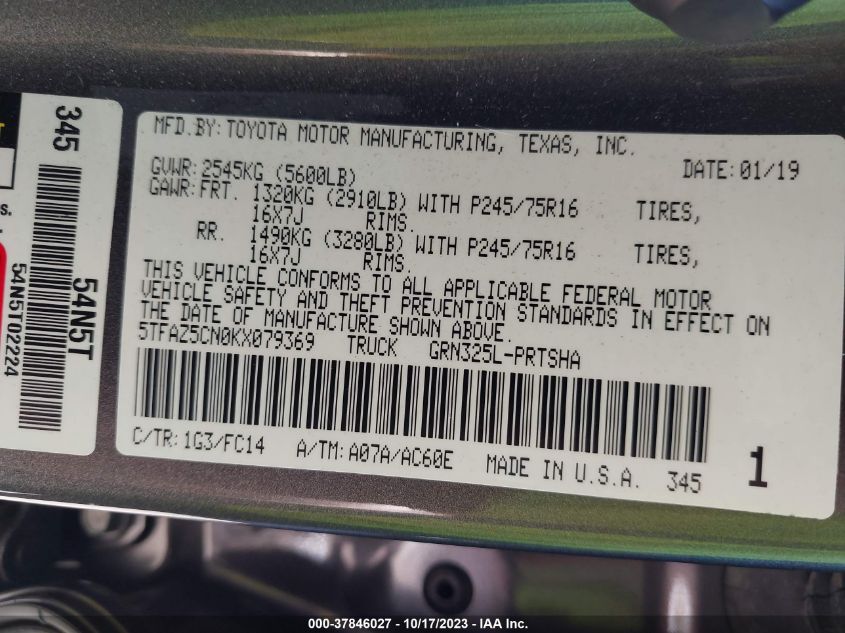 MFD.BY:TOYOTA MOTOR MANUFACTURING, TEXAS, INC.
DATE:01/19
GVWR:2545KG (5600LB)
GAWR:FRT. 1320KG (2910LB) WITH P245/75R16 TIRES,
16X7J RIMS.
RR. 1490KG (3280LB) WITH P245/75R16 TIRES,
16X7J RIMS.
THIS VEHICLE CONFORMS TO ALL APPLICABLE FEDERAL MOTOR
VEHICLE SAFETY AND THEFT PREVENTION STANDARDS IN EFFECT ON
THE DATE OF MANUFACTURE SHOWN ABOVE.
5TFAZ5CN0KX079369 TRUCK GRN325L-PRTSHA
C/TR:1G3/FC14 A/TM:A07A/AC60E MADE IN U.S.A. 345
1
345
54N5T
54N5T02224
000-37846027 - 10/17/2023 - IAA Inc.